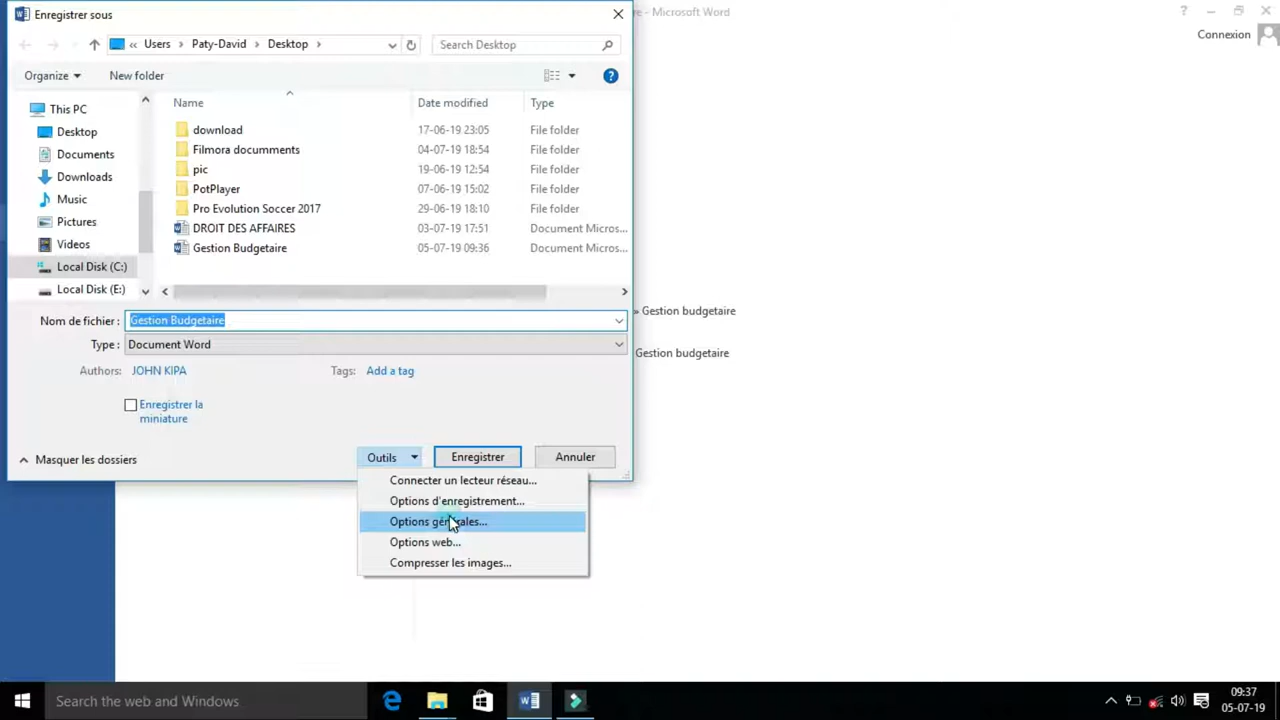 Enregistrer sous
re - Microsoft Word
?
Connexion
« Users > Paty-David > Desktop >
Search Desktop
Organize
New folder
?
Name
Date modified
Type
This PC
Desktop
Documents
Downloads
Music
Pictures
Videos
Local Disk (C:)
Local Disk (E:)
download 17-06-19 23:05 File folder
Filmora documments 04-07-19 18:54 File folder
pic 19-06-19 12:54 File folder
PotPlayer 07-06-19 15:02 File folder
Pro Evolution Soccer 2017 29-06-19 18:10 File folder
DROIT DES AFFAIRES 03-07-19 17:51 Document Micros...
Gestion Budgetaire 05-07-19 09:36 Document Micros...
» Gestion budgetaire
Gestion budgetaire
Nom de fichier : Gestion Budgetaire
Type : Document Word
Authors: JOHN KIPA
Tags: Add a tag
Enregistrer la
miniature
Masquer les dossiers
Outils
Enregistrer
Annuler
Connecter un lecteur réseau...
Options d'enregistrement...
Options générales...
Options web...
Compresser les images...
Search the web and Windows
09:37
05-07-19